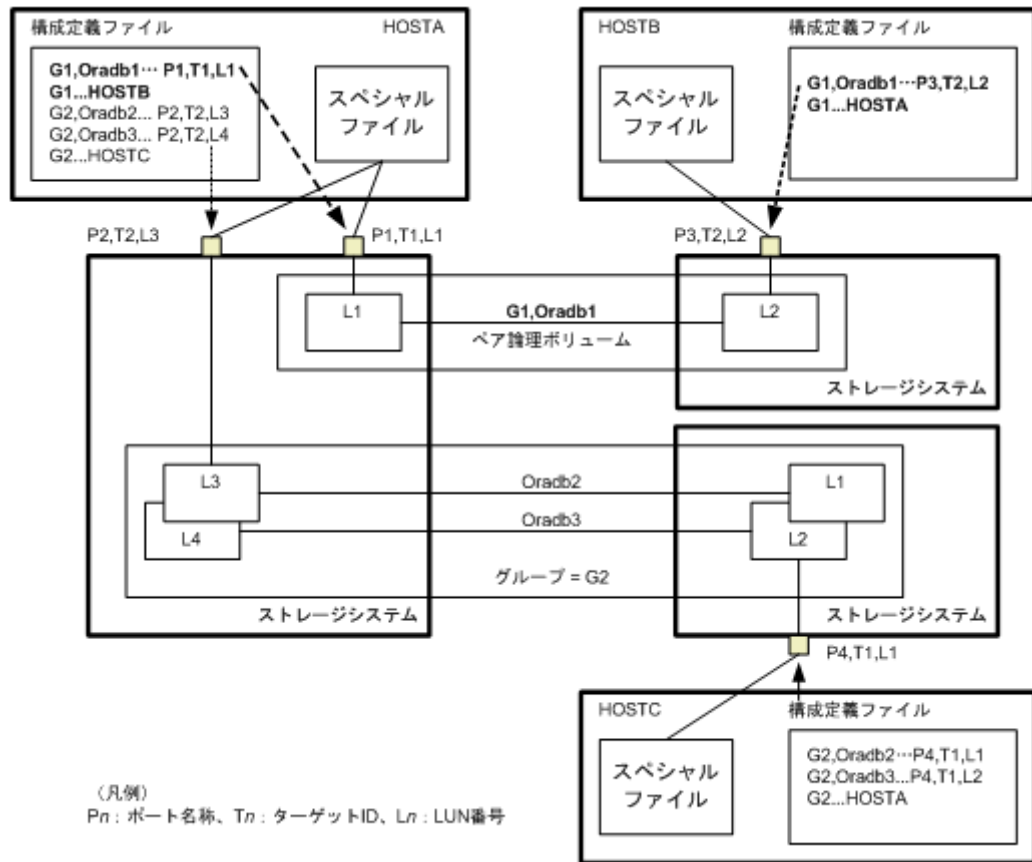 構成定義ファイル
HOSTA
G1,Oradb1… P1,T1,L1
G1...HOSTB
G2,Oradb2... P2,T2,L3
G2,Oradb3... P2,T2,L4
G2...HOSTC
スペシャル
ファイル
HOSTB
構成定義ファイル
スペシャル
ファイル
G1,Oradb1…P3,T2,L2
G1...HOSTA
P2,T2,L3
P1,T1,L1
P3,T2,L2
L1
G1,Oradb1
ペア論理ボリューム
L2
ストレージシステム
L3
L4
Oradb2
Oradb3
L1
L2
グループ = G2
ストレージシステム
ストレージシステム
P4,T1,L1
HOSTC
構成定義ファイル
スペシャル
ファイル
G2,Oradb2…P4,T1,L1
G2,Oradb3...P4,T1,L2
G2...HOSTA
（凡例）
Pn：ポート名称、Tn：ターゲットID、Ln：LUN番号